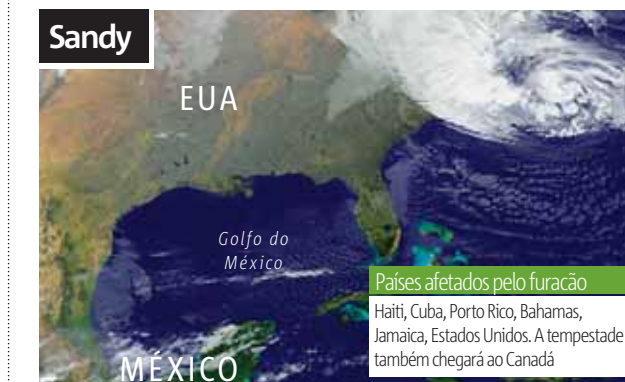 Sandy
EUA
Golfo do
México
Países afetados pelo furacão
Haiti, Cuba, Porto Rico, Bahamas,
Jamaica, Estados Unidos. A tempestade
também chegará ao Canadá
MÉXICO